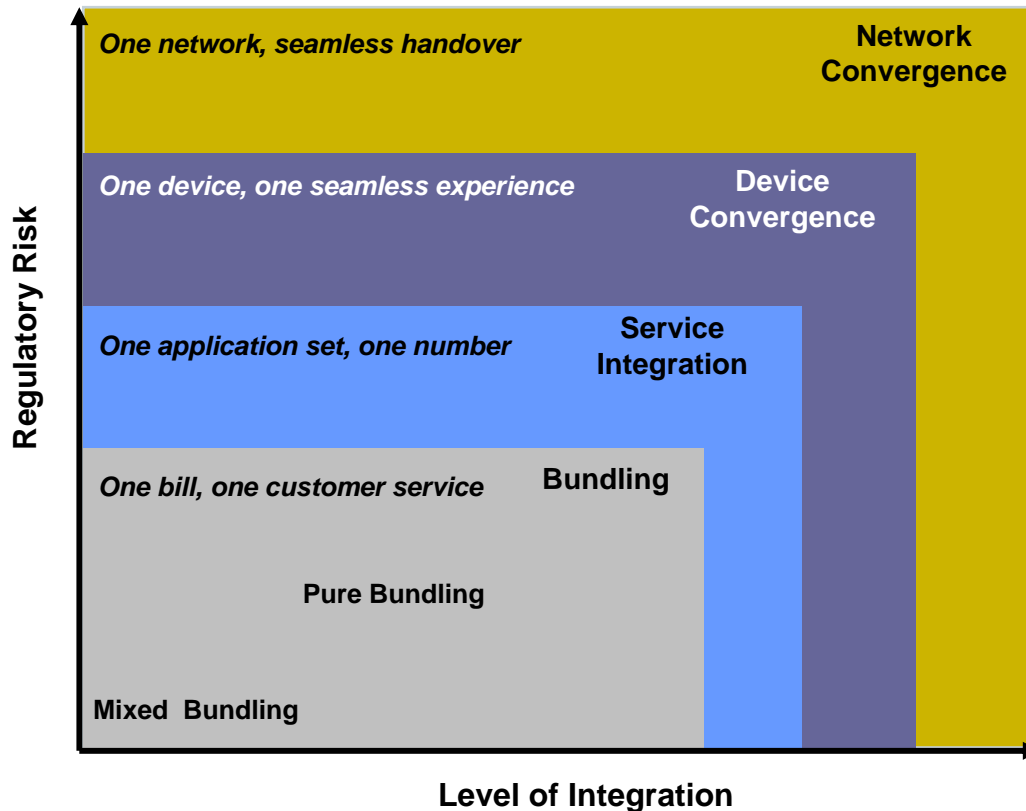 One network, seamless handover
Network
Convergence
One device, one seamless experience
Device
Convergence
One application set, one number
Service
Integration
One bill, one customer service
Bundling
Pure Bundling
Mixed Bundling
Regulatory Risk
Level of Integration